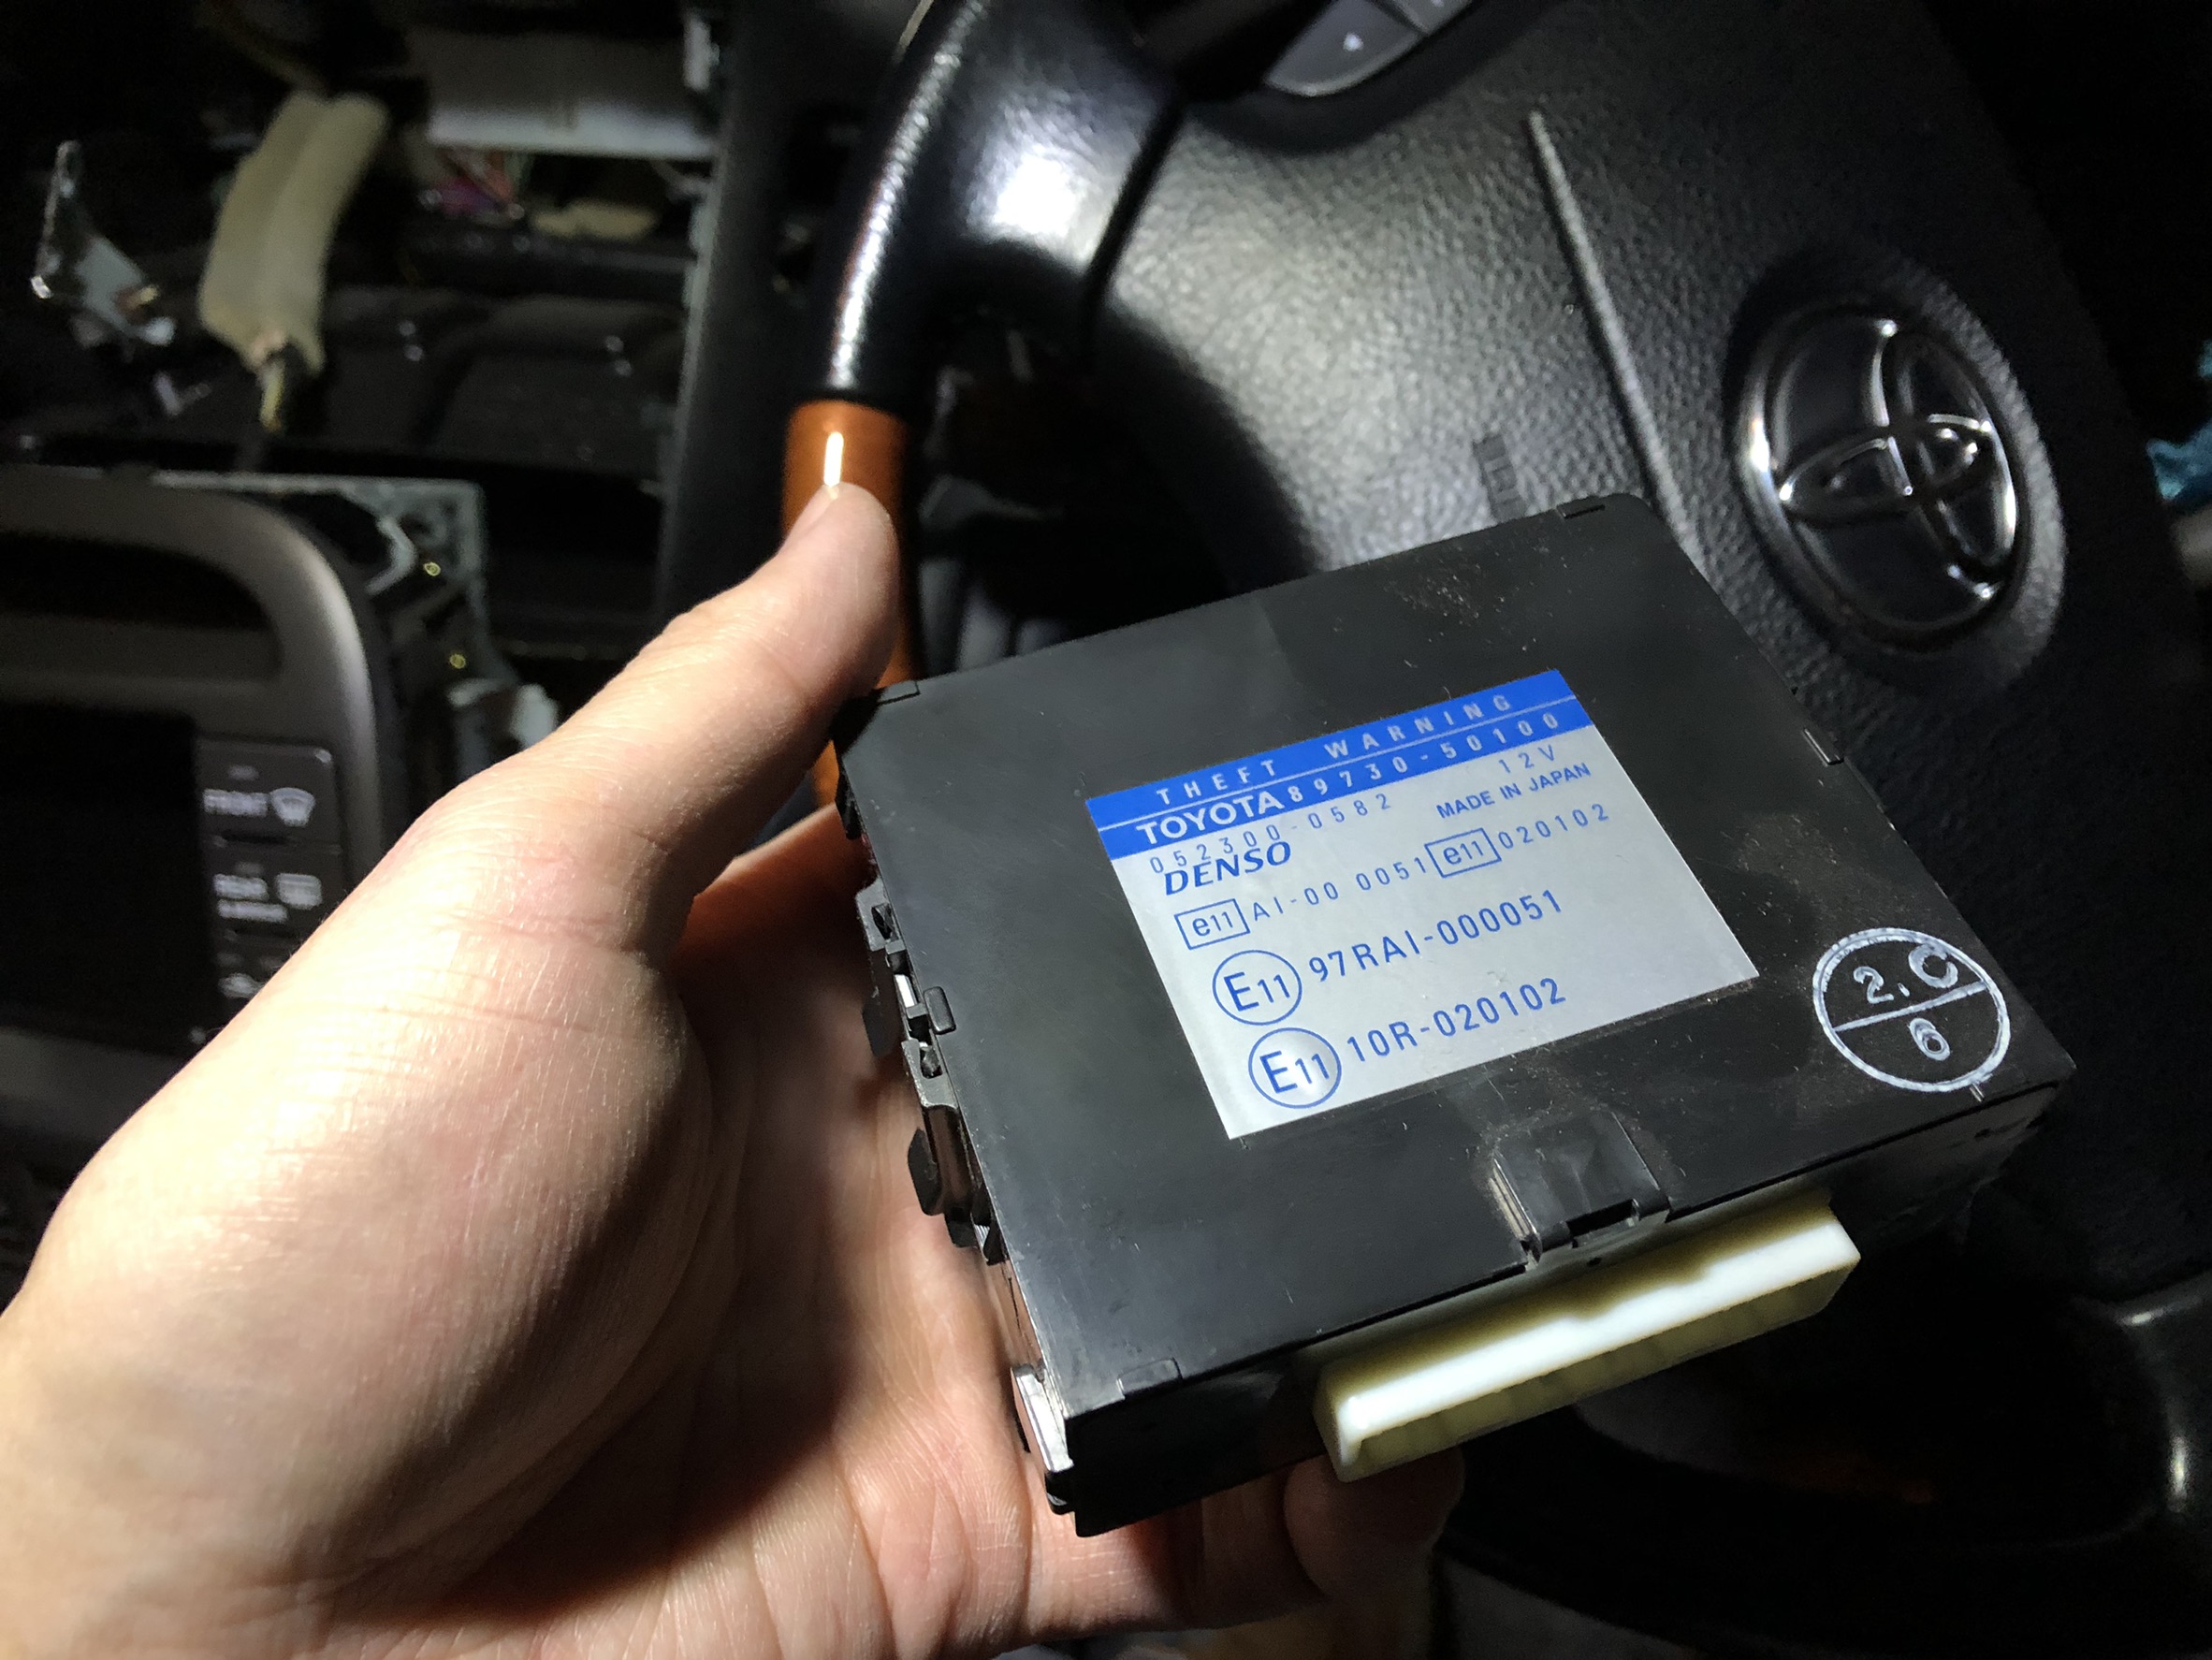 THEFT WARNING
TOYOTA 89730-50100
052300-0582 12V
DENSO MADE IN JAPAN
e11 AI-00 0051 e11 020102
E11 97RAI-000051
E11 10R-020102
2.C
6
FRONT
REAR